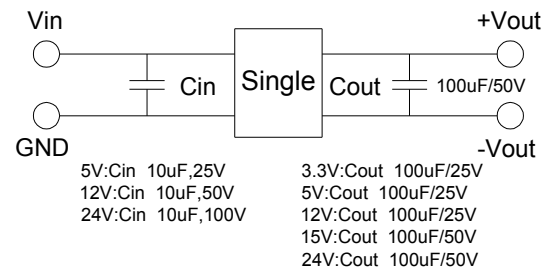 Vin
+Vout
Cin
Single
Cout
100uF/50V
GND
-Vout
5V:Cin 10uF,25V
12V:Cin 10uF,50V
24V:Cin 10uF,100V
3.3V:Cout 100uF/25V
5V:Cout 100uF/25V
12V:Cout 100uF/25V
15V:Cout 100uF/50V
24V:Cout 100uF/50V